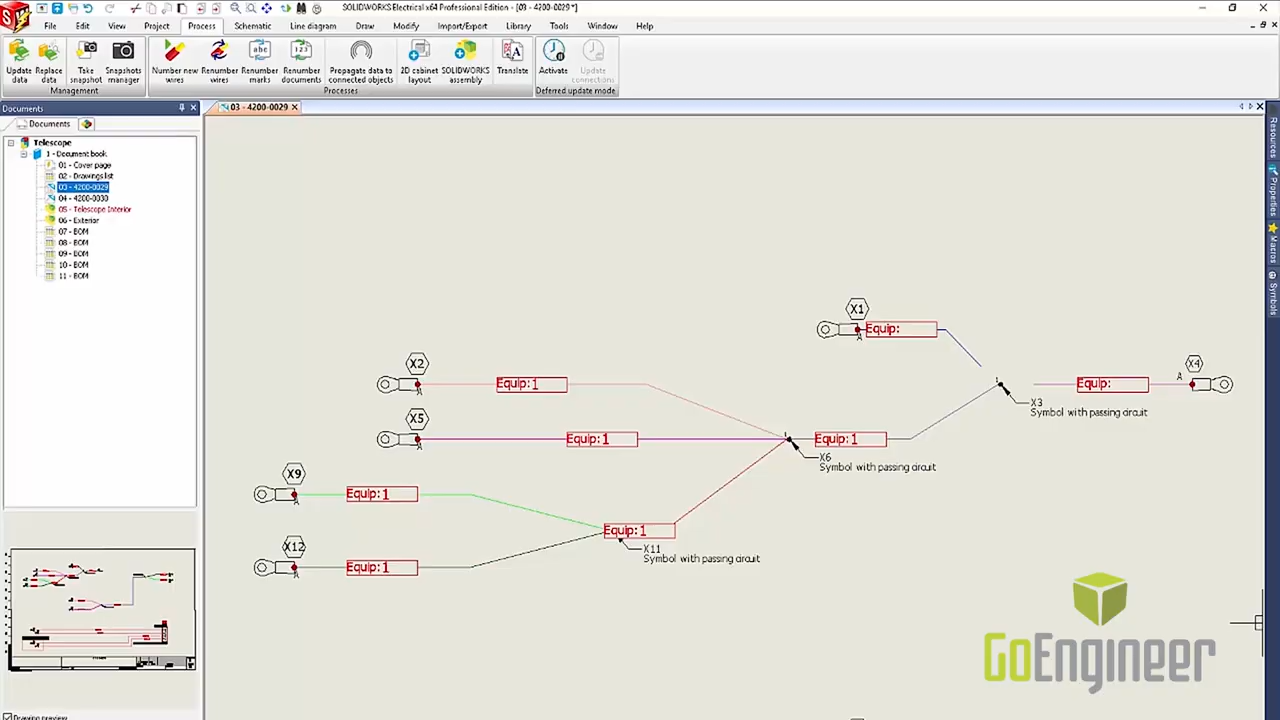 SOLIDWORKS Electrical x64 Professional Edition - [03 - 4200-0029*]
File Edit View Project Process Schematic Line diagram Draw Modify Import/Export Library Tools Window Help
Update data
Replace data
Take snapshot
Snapshots manager
Number new wires
Renumber wires
Renumber marks
Renumber documents
Propagate data to connected objects
2D cabinet layout
SOLIDWORKS assembly
Translate
Activate
Update connections
Management
Processes
Deferred update mode
Documents
03 - 4200-0029
Documents
Telescope
1 - Document book
01 - Cover page
02 - Drawings list
03 - 4200-0029
04 - 4200-0030
05 - Telescope Interior
06 - Exterior
07 - BOM
08 - BOM
09 - BOM
10 - BOM
11 - BOM
Drawing preview
Resources
Properties
Macros
Symbols
X1
Equip:
A
X2
Equip:1
A
X4
A
Equip:
X3
Symbol with passing circuit
X5
Equip:1
A
Equip:1
X6
Symbol with passing circuit
X9
Equip:1
A
Equip:1
X11
Symbol with passing circuit
X12
Equip:1
A
GoEngineer